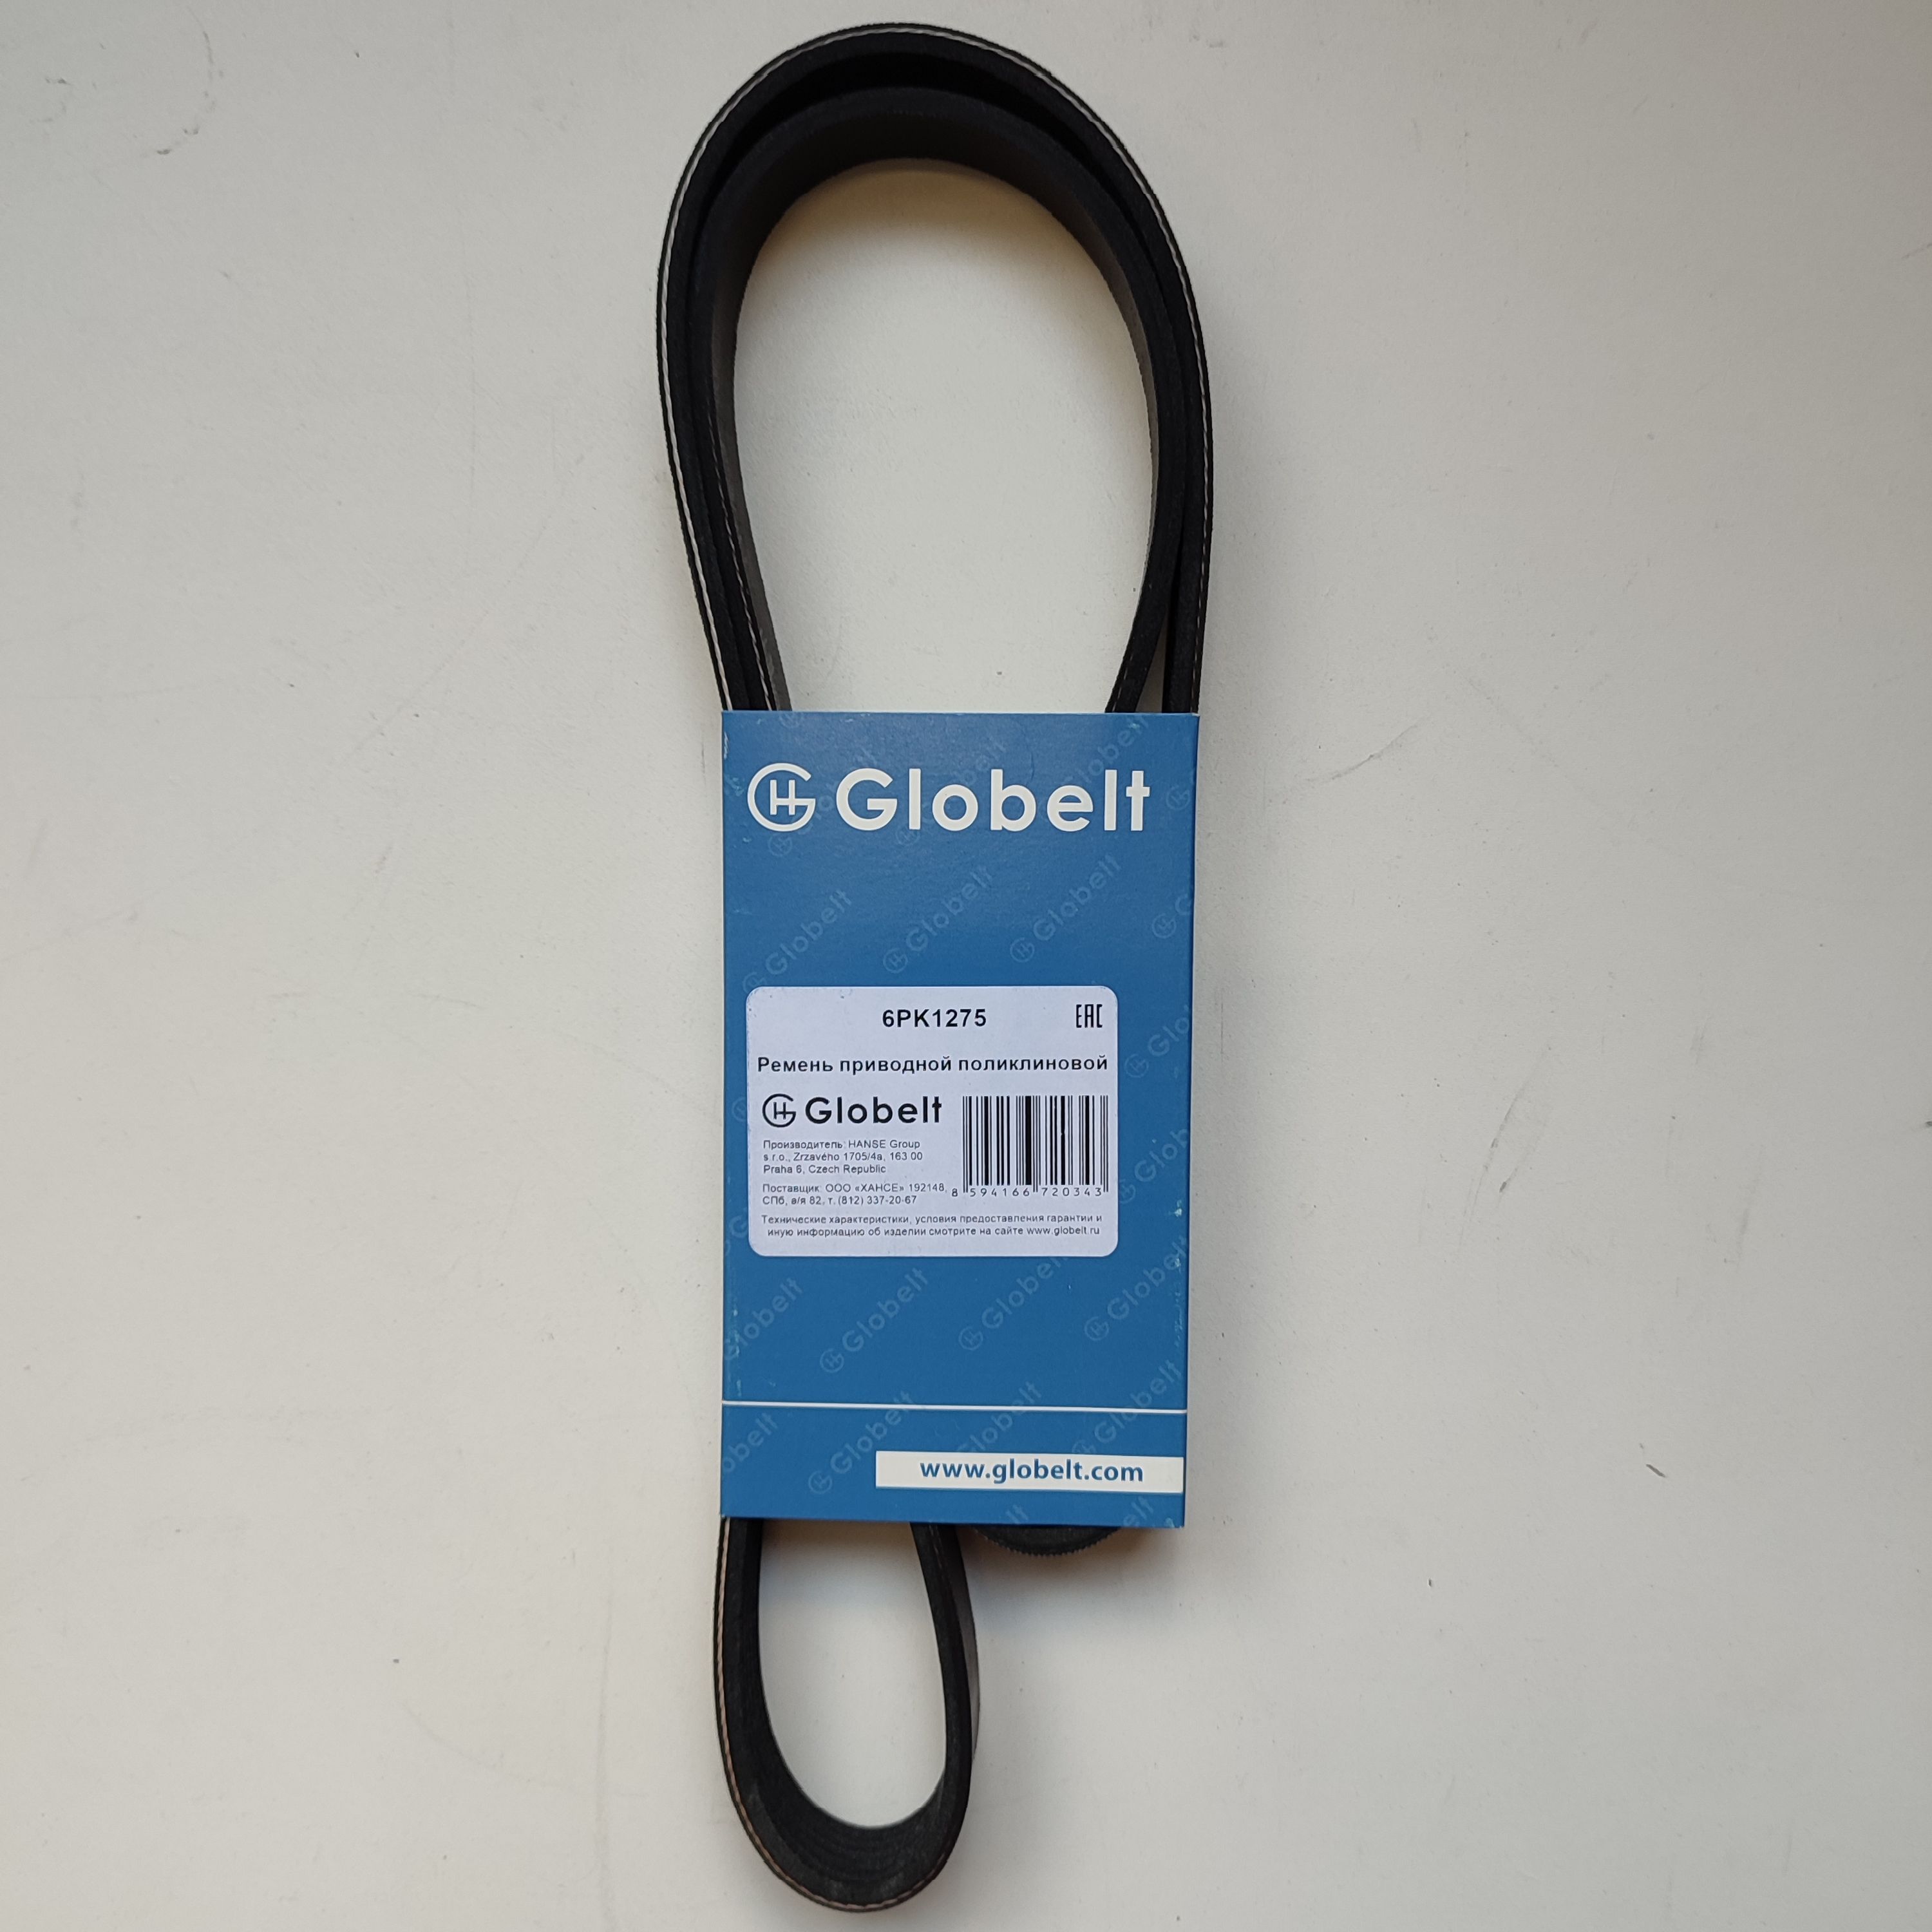 Globelt
6PK1275 EAC
Ремень приводной поликлиновой
Globelt
Производитель: HANSE Group
s.r.o., Zrzavého 1705/4a, 163 00
Praha 6, Czech Republic
Поставщик: ООО «ХАНСЕ» 192148,
СПб, а/я 82, т. (812) 337-20-67
8 594166 720343
Технические характеристики, условия предоставления гарантии и
иную информацию об изделии смотрите на сайте www.globelt.ru
www.globelt.com